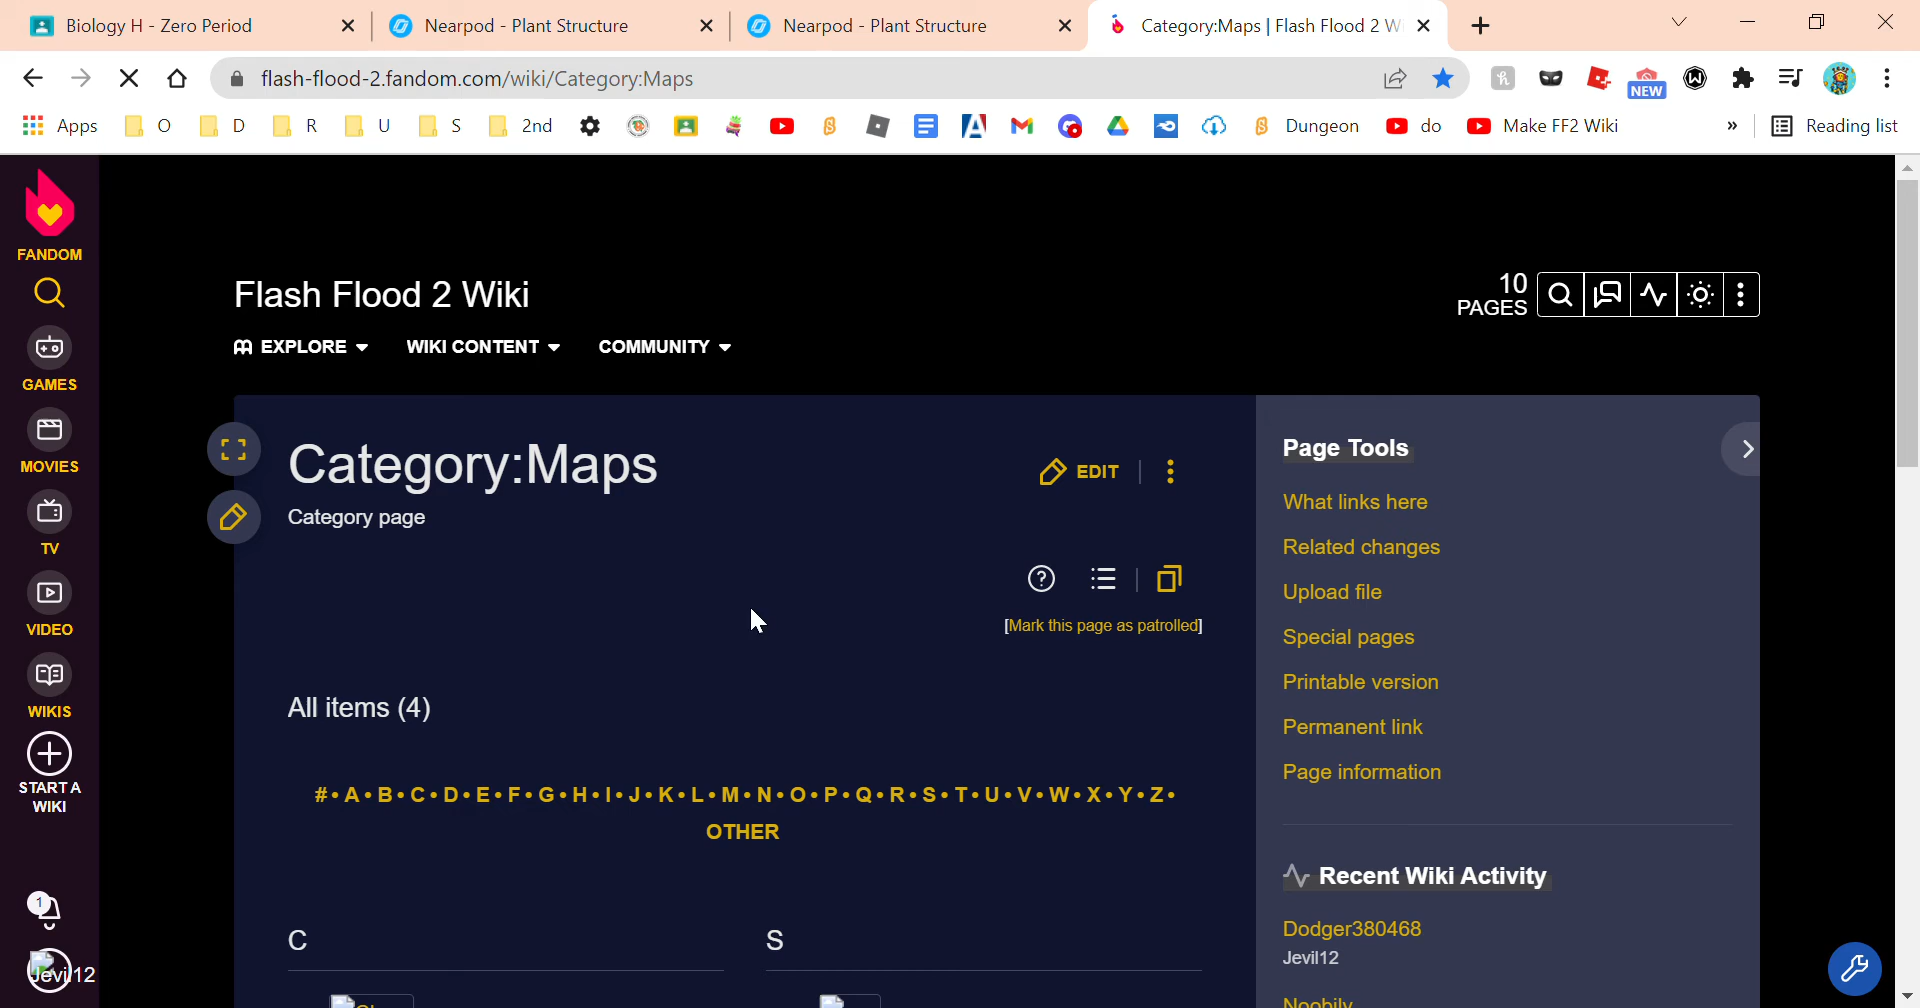 Biology H - Zero Period
Nearpod - Plant Structure
Nearpod - Plant Structure
Category:Maps | Flash Flood 2 W
flash-flood-2.fandom.com/wiki/Category:Maps
NEW
Apps
O
D
R
U
S
2nd
Dungeon
do
Make FF2 Wiki
»
Reading list
FANDOM
GAMES
MOVIES
TV
VIDEO
WIKIS
START A
WIKI
1
Jevil12
Flash Flood 2 Wiki
10
PAGES
EXPLORE
WIKI CONTENT
COMMUNITY
Category:Maps
EDIT
Category page
[Mark this page as patrolled]
All items (4)
# • A • B • C • D • E • F • G • H • I • J • K • L • M • N • O • P • Q • R • S • T • U • V • W • X • Y • Z •
OTHER
C
S
Page Tools
What links here
Related changes
Upload file
Special pages
Printable version
Permanent link
Page information
Recent Wiki Activity
Dodger380468
Jevil12